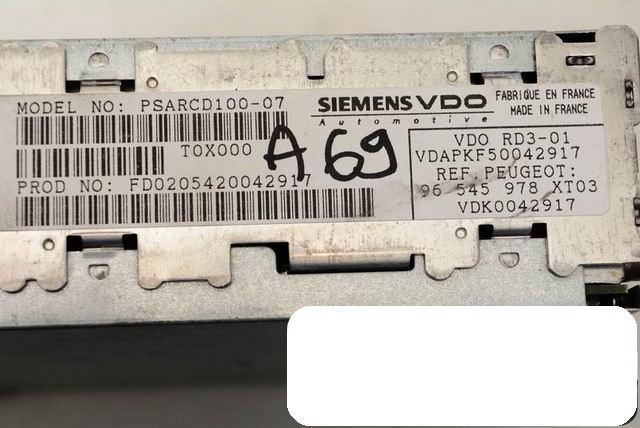 MODEL NO: PSARCD100-07
T0X000
PROD NO: FD0205420042917
SIEMENS VDO
Automotive
FABRIQUE EN FRANCE
MADE IN FRANCE
A 69
VDO RD3-01
VDAPKF50042917
REF. PEUGEOT:
96 545 978 XT03
VDK0042917